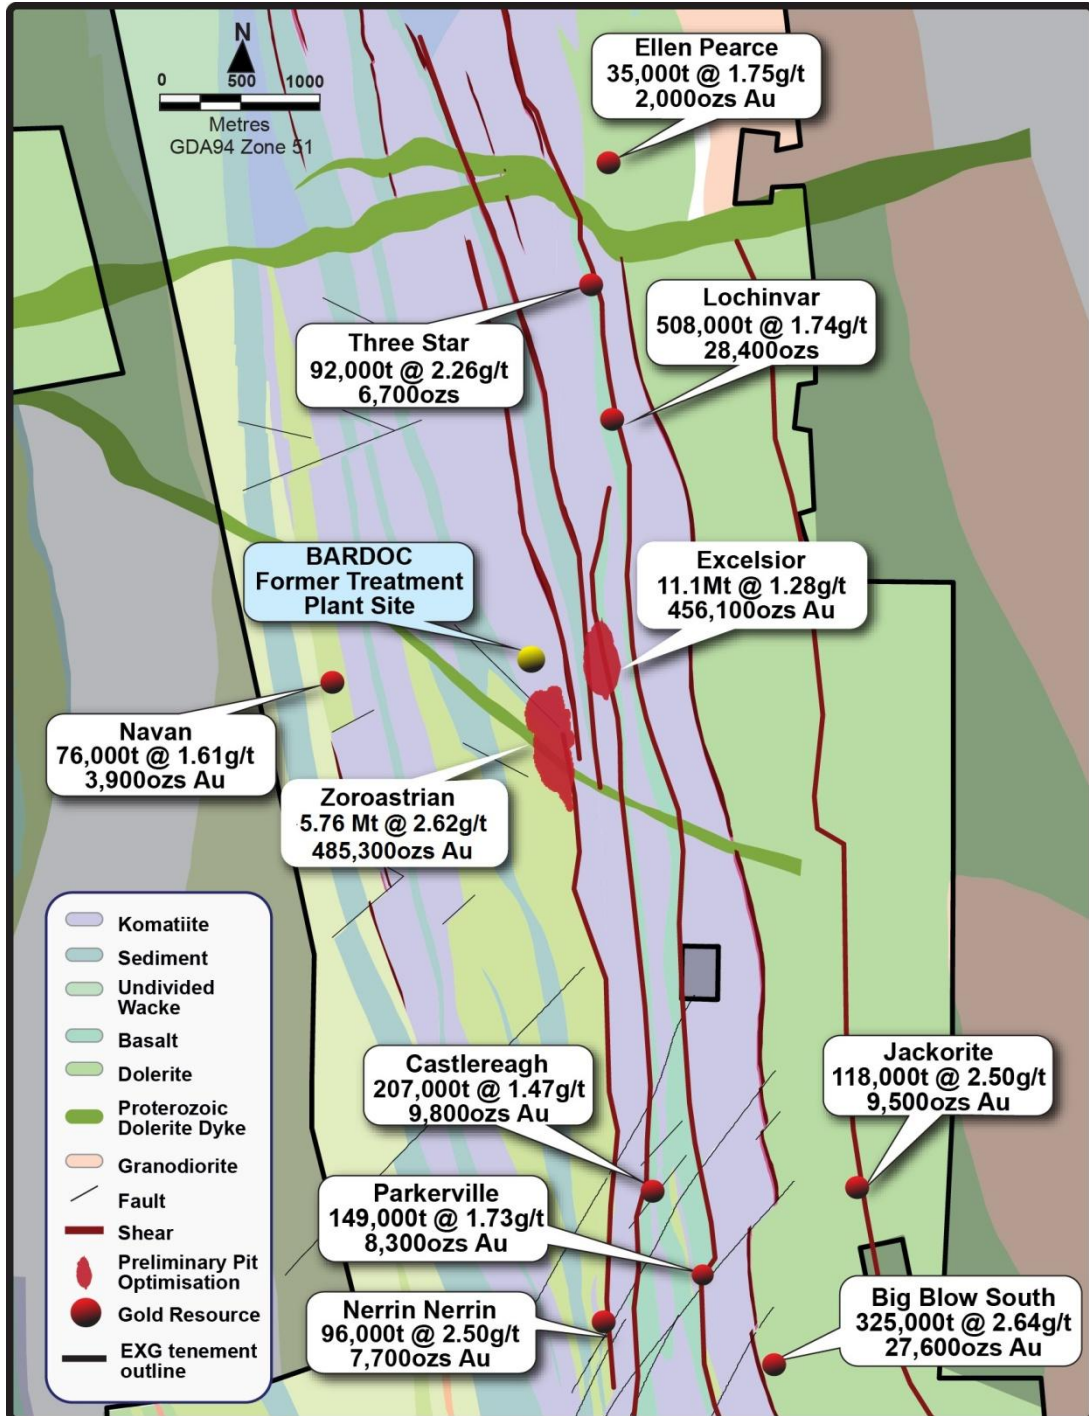 N
0 500 1000
Metres
GDA94 Zone 51
Ellen Pearce
35,000t @ 1.75g/t
2,000ozs Au
Lochinvar
508,000t @ 1.74g/t
28,400ozs
Three Star
92,000t @ 2.26g/t
6,700ozs
BARDOC
Former Treatment
Plant Site
Excelsior
11.1Mt @ 1.28g/t
456,100ozs Au
Navan
76,000t @ 1.61g/t
3,900ozs Au
Zoroastrian
5.76 Mt @ 2.62g/t
485,300ozs Au
Komatiite
Sediment
Undivided
Wacke
Basalt
Dolerite
Proterozoic
Dolerite Dyke
Granodiorite
Fault
Shear
Preliminary Pit
Optimisation
Gold Resource
EXG tenement
outline
Castlereagh
207,000t @ 1.47g/t
9,800ozs Au
Jackorite
118,000t @ 2.50g/t
9,500ozs Au
Parkerville
149,000t @ 1.73g/t
8,300ozs Au
Nerrin Nerrin
96,000t @ 2.50g/t
7,700ozs Au
Big Blow South
325,000t @ 2.64g/t
27,600ozs Au